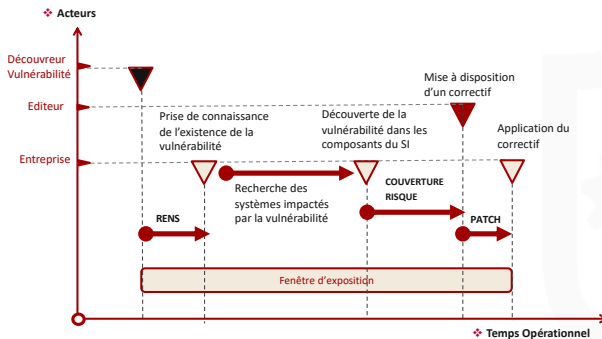 ❖ Acteurs
Découvreur
Vulnérabilité
Mise à disposition
d’un correctif
Editeur
Prise de connaissance
de l’existence de la
vulnérabilité
Découverte de la
vulnérabilité dans les
composants du SI
Application du
correctif
Entreprise
Recherche des
systèmes impactés
par la vulnérabilité
COUVERTURE
RISQUE
RENS
PATCH
Fenêtre d’exposition
❖ Temps Opérationnel